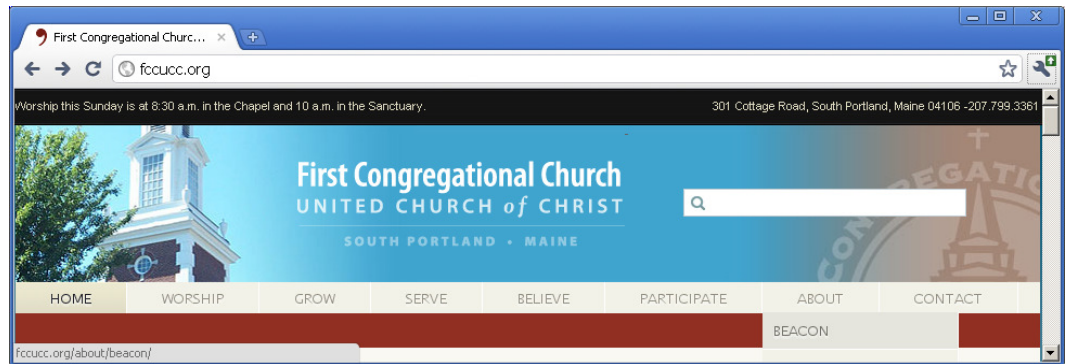 First Congregational Churc...
fccucc.org
Worship this Sunday is at 8:30 a.m. in the Chapel and 10 a.m. in the Sanctuary.
301 Cottage Road, South Portland, Maine 04106 -207.799.3361
First Congregational Church
UNITED CHURCH of CHRIST
SOUTH PORTLAND • MAINE
CONGREGATIO
HOME WORSHIP GROW SERVE BELIEVE PARTICIPATE ABOUT CONTACT
BEACON
fccucc.org/about/beacon/